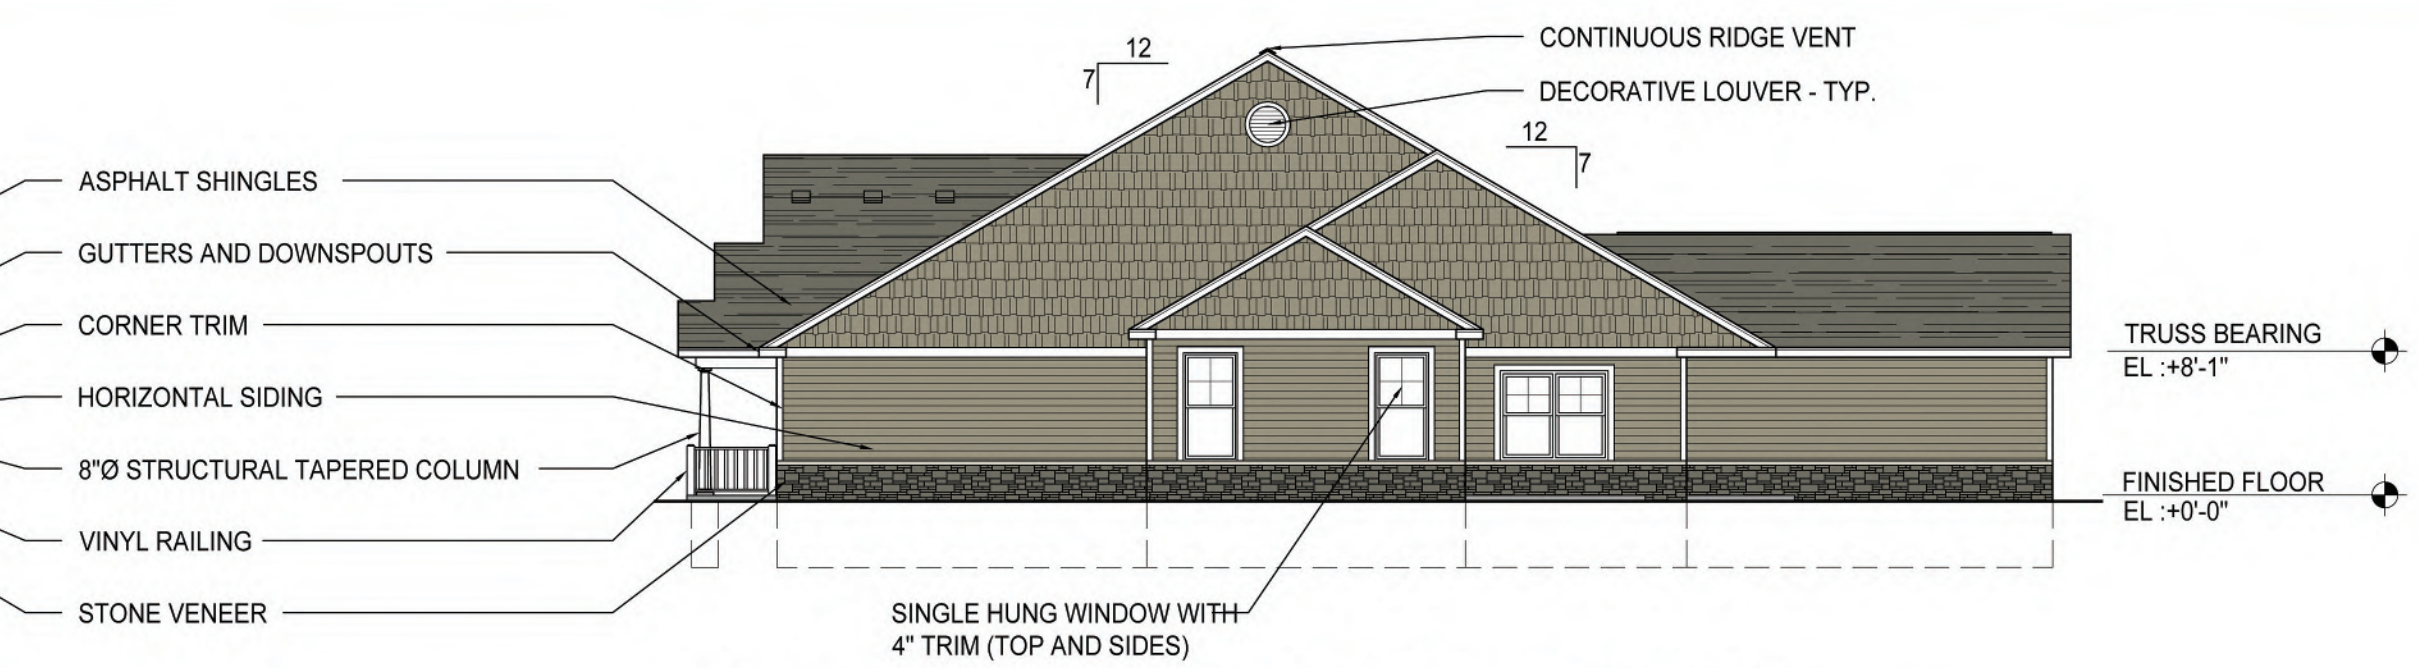 12
7
CONTINUOUS RIDGE VENT
DECORATIVE LOUVER - TYP.
12
7
ASPHALT SHINGLES
GUTTERS AND DOWNSPOUTS
CORNER TRIM
HORIZONTAL SIDING
8"Ø STRUCTURAL TAPERED COLUMN
VINYL RAILING
STONE VENEER
SINGLE HUNG WINDOW WITH
4" TRIM (TOP AND SIDES)
TRUSS BEARING
EL :+8'-1"
FINISHED FLOOR
EL :+0'-0"